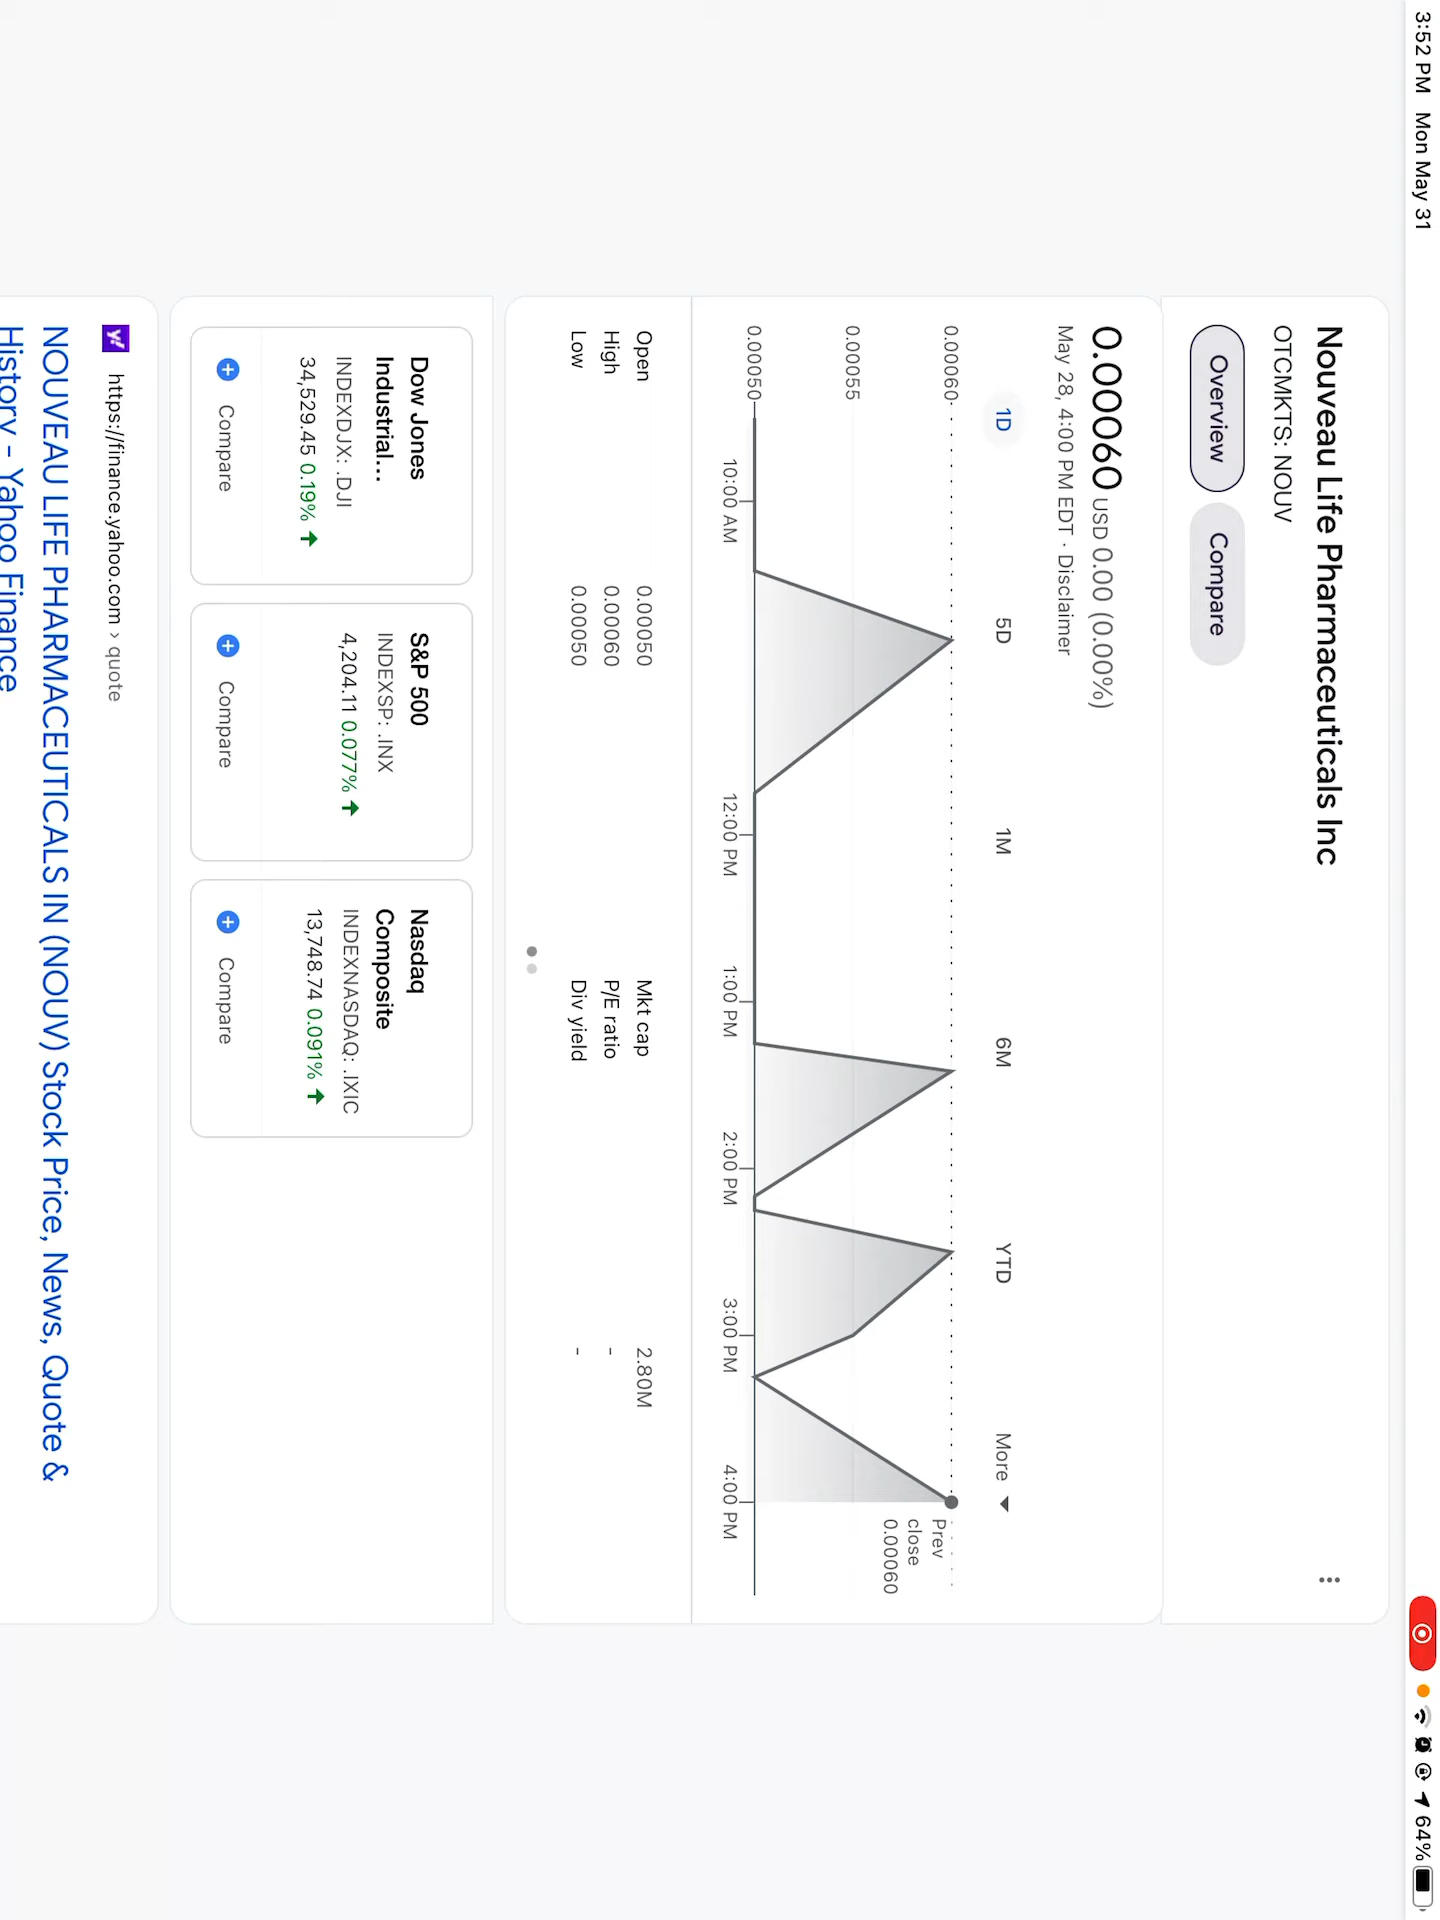 3:52 PM Mon May 31
64%
Nouveau Life Pharmaceuticals Inc
OTCMKTS: NOUV
Overview Compare
0.00060 USD 0.00 (0.00%)
May 28, 4:00 PM EDT · Disclaimer
1D 5D 1M 6M YTD More
0.00060
0.00055
0.00050
Prev
close
0.00060
10:00 AM 12:00 PM 1:00 PM 2:00 PM 3:00 PM 4:00 PM
Open 0.00050 Mkt cap 2.80M
High 0.00060 P/E ratio -
Low 0.00050 Div yield -
Dow Jones
Industrial...
INDEXDJX: .DJI
34,529.45 0.19%
Compare
S&P 500
INDEXSP: .INX
4,204.11 0.077%
Compare
Nasdaq
Composite
INDEXNASDAQ: .IXIC
13,748.74 0.091%
Compare
https://finance.yahoo.com › quote
NOUVEAU LIFE PHARMACEUTICALS IN (NOUV) Stock Price, News, Quote &
History - Yahoo Finance